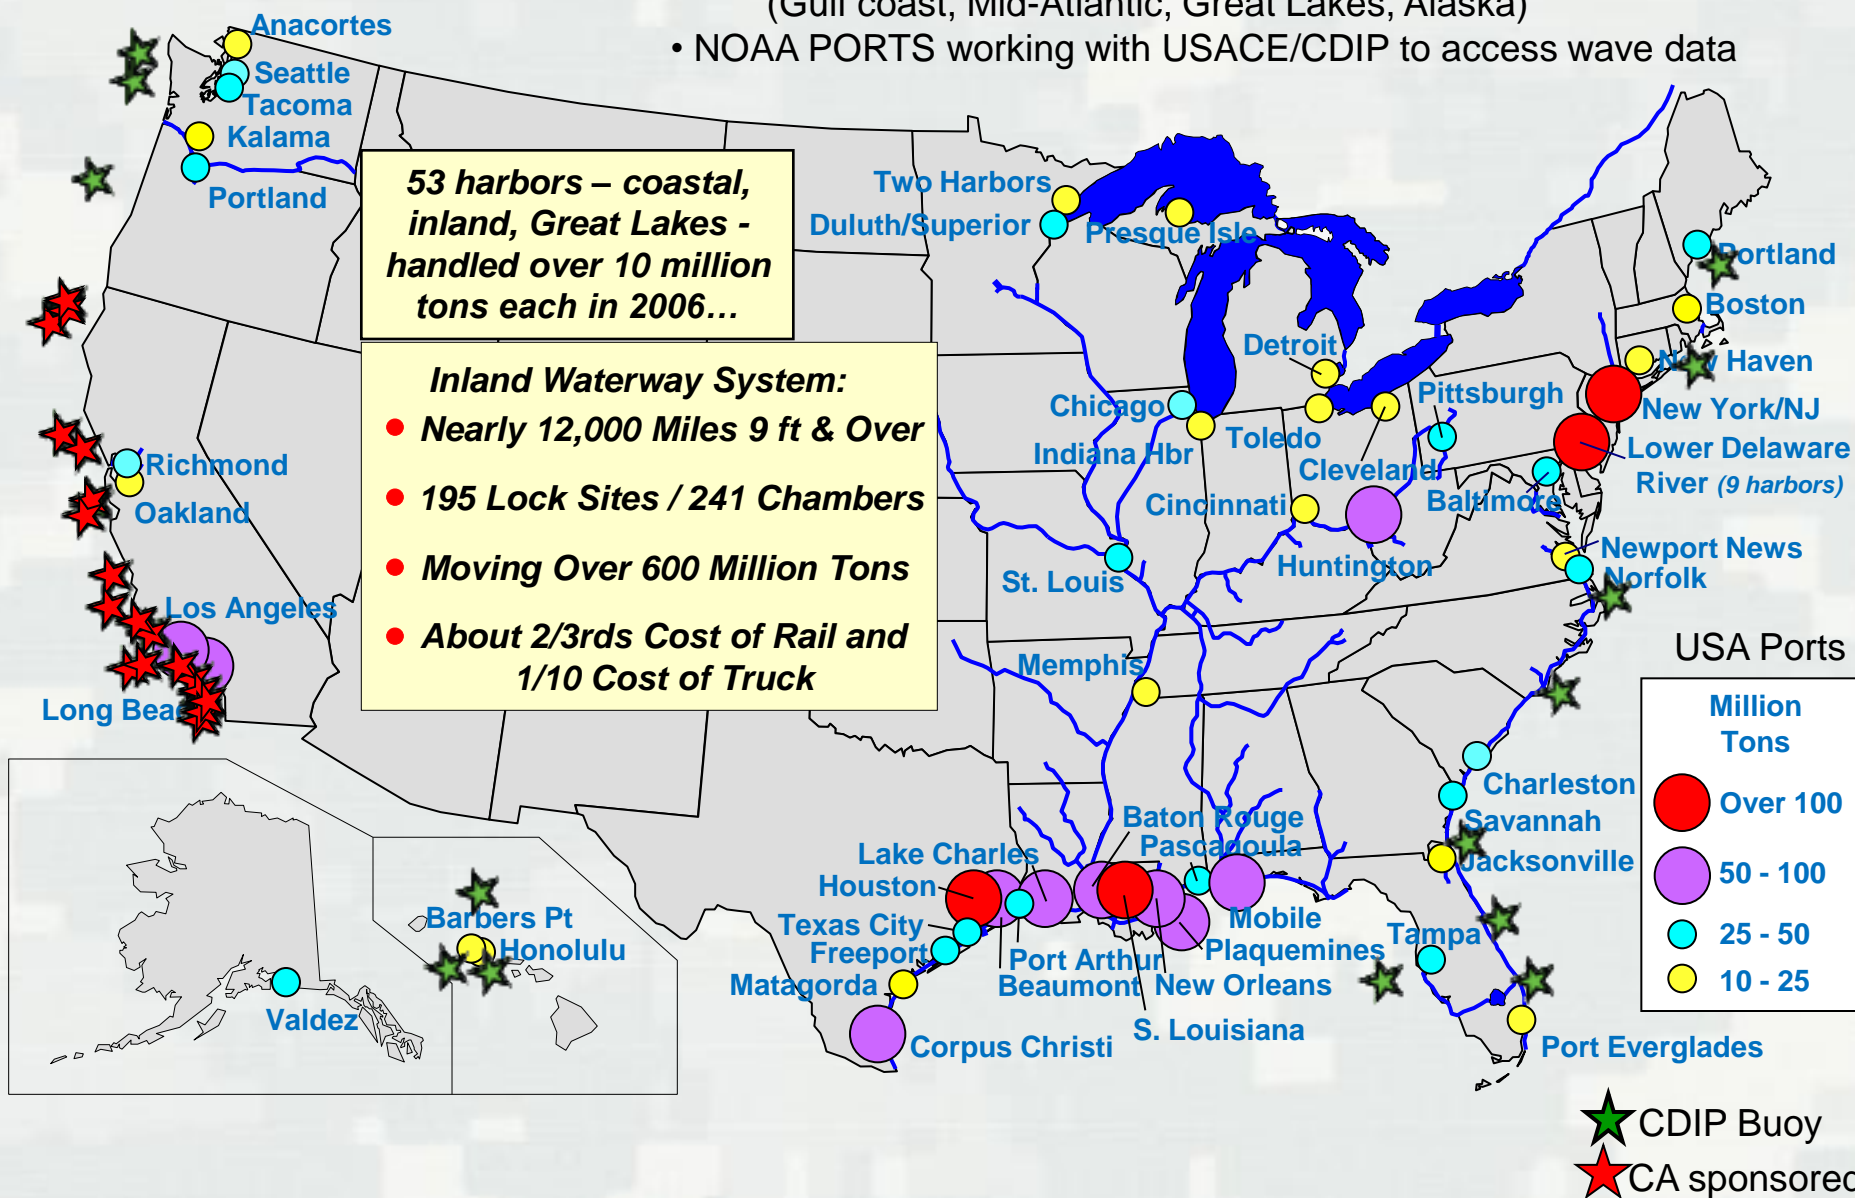 (Gulf coast, Mid-Atlantic, Great Lakes, Alaska)
• NOAA PORTS working with USACE/CDIP to access wave data
Anacortes
Seattle
Tacoma
Kalama
Portland
53 harbors – coastal,
inland, Great Lakes -
handled over 10 million
tons each in 2006…
Inland Waterway System:
• Nearly 12,000 Miles 9 ft & Over
• 195 Lock Sites / 241 Chambers
• Moving Over 600 Million Tons
• About 2/3rds Cost of Rail and
1/10 Cost of Truck
Two Harbors
Duluth/Superior
Presque Isle
Portland
Boston
New Haven
Detroit
Pittsburgh
Chicago
New York/NJ
Toledo
Indiana Hbr
Cleveland
Lower Delaware
River (9 harbors)
Cincinnati
Baltimore
Richmond
Oakland
Newport News
Norfolk
Huntington
St. Louis
Los Angeles
Long Beac
Memphis
USA Ports
Million
Tons
Over 100
50 - 100
25 - 50
10 - 25
Charleston
Savannah
Jacksonville
Baton Rouge
Pascagoula
Lake Charles
Houston
Texas City
Freeport
Matagorda
Port Arthur
Beaumont
Mobile
Plaquemines
New Orleans
S. Louisiana
Tampa
Corpus Christi
Port Everglades
Barbers Pt
Honolulu
Valdez
CDIP Buoy
CA sponsored